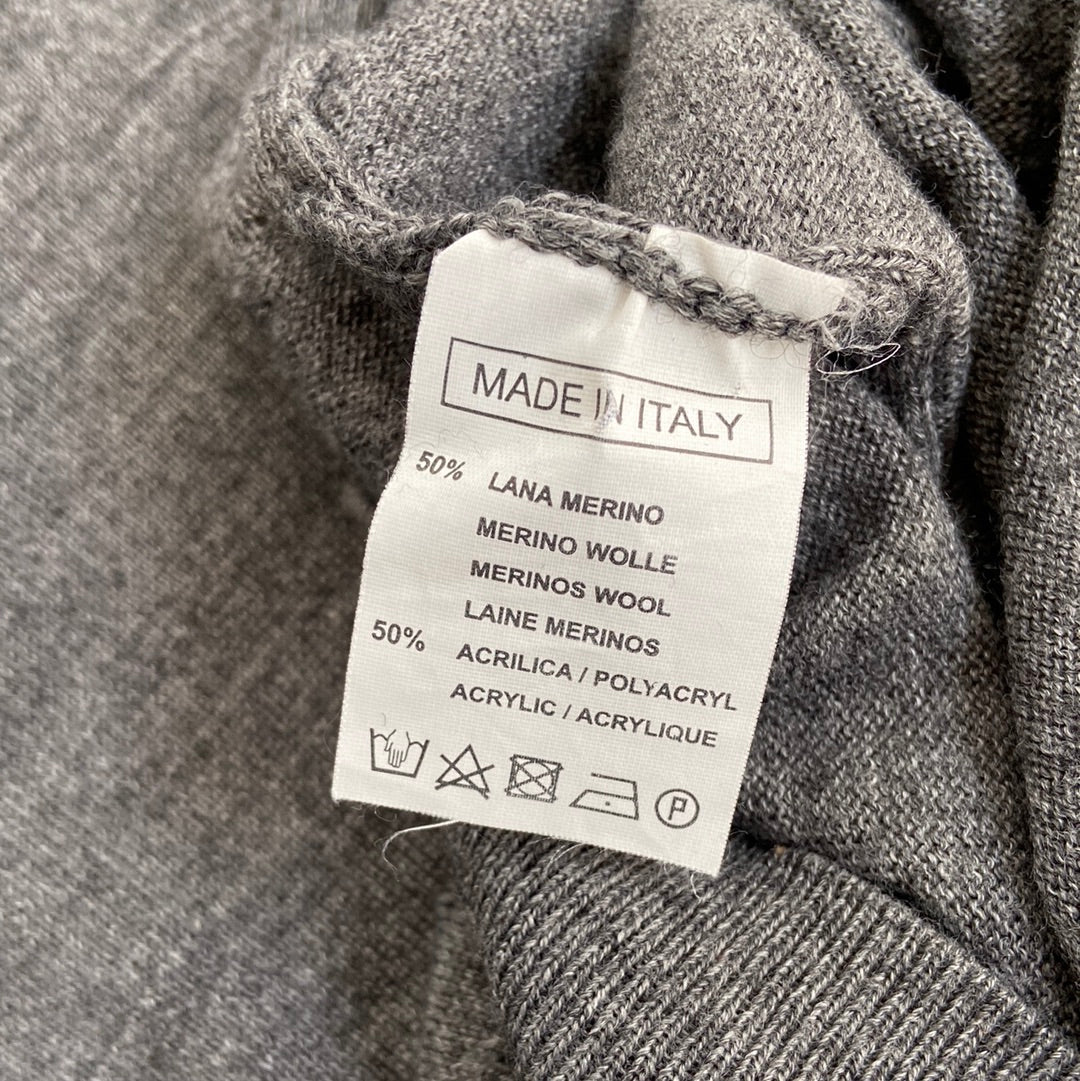 MADE IN ITALY
50% LANA MERINO
MERINO WOLLE
MERINOS WOOL
LAINE MERINOS
50% ACRILICA / POLYACRYL
ACRYLIC / ACRYLIQUE
P